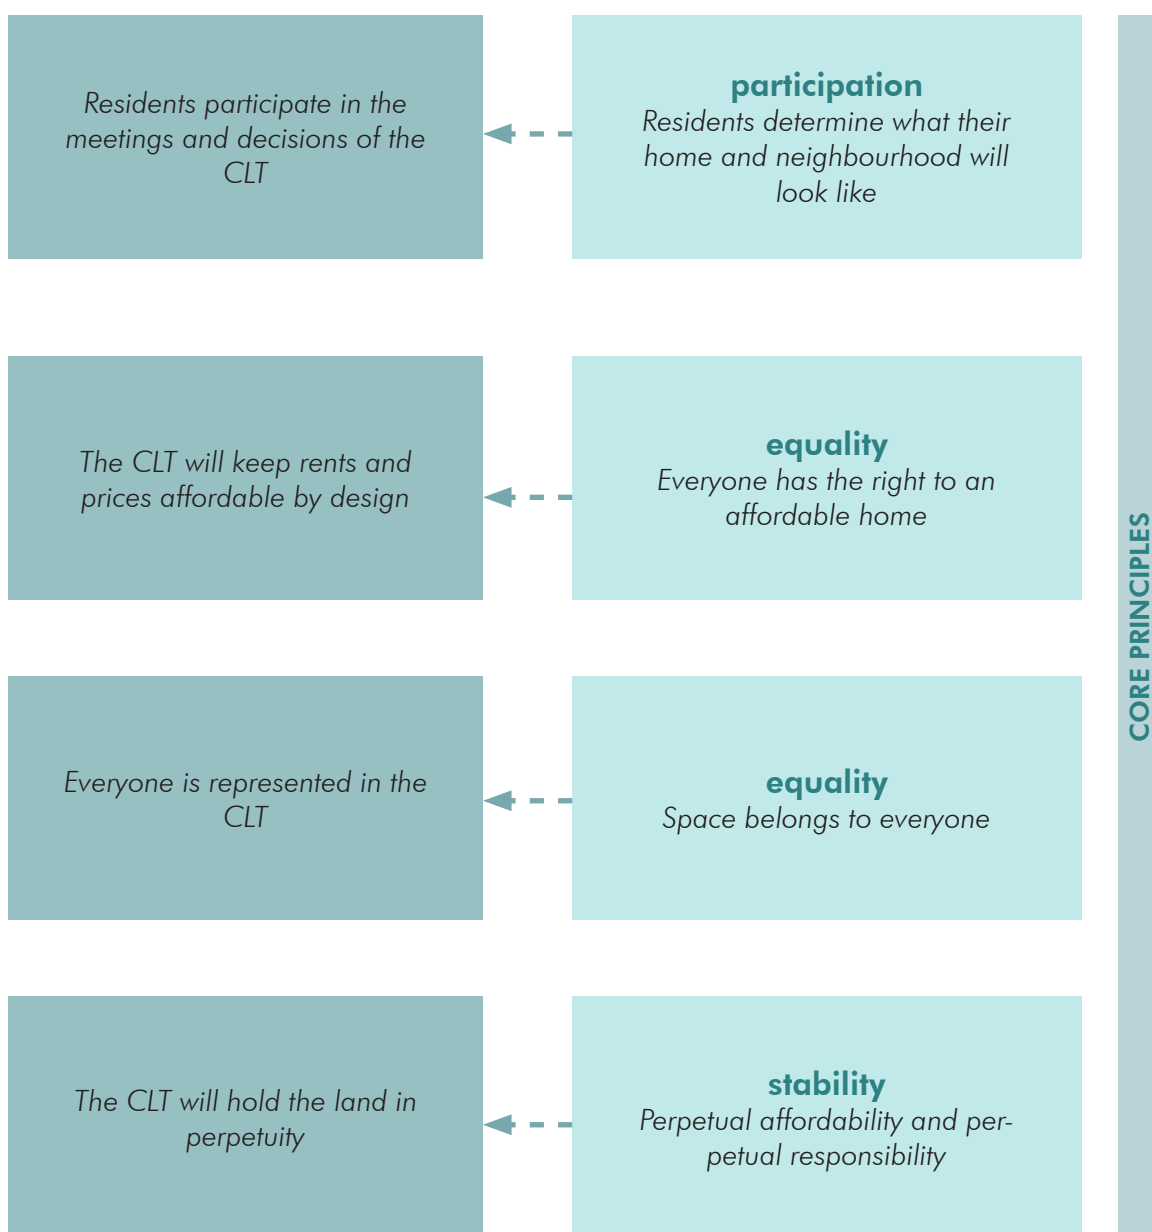 Residents participate in the
meetings and decisions of the
CLT
participation
Residents determine what their
home and neighbourhood will
look like
The CLT will keep rents and
prices affordable by design
equality
Everyone has the right to an
affordable home
Everyone is represented in the
CLT
equality
Space belongs to everyone
The CLT will hold the land in
perpetuity
stability
Perpetual affordability and per-
petual responsibility
CORE PRINCIPLES